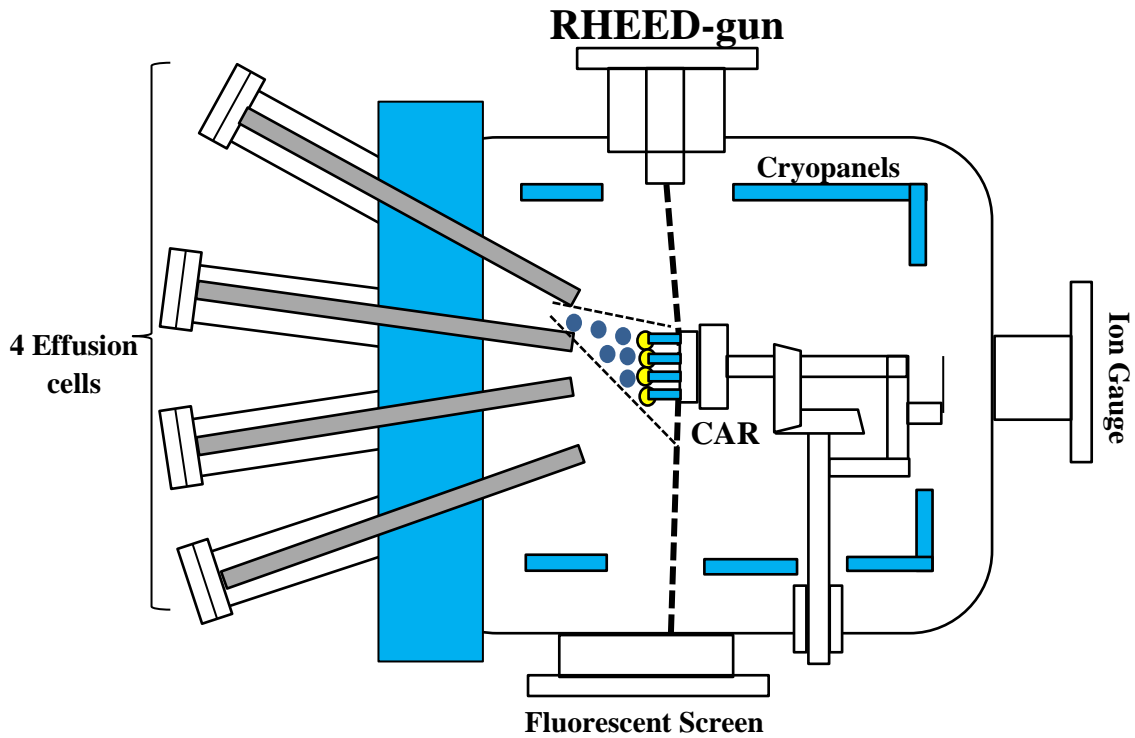 RHEED-gun
Cryopanels
4 Effusion
cells
Ion Gauge
CAR
Fluorescent Screen